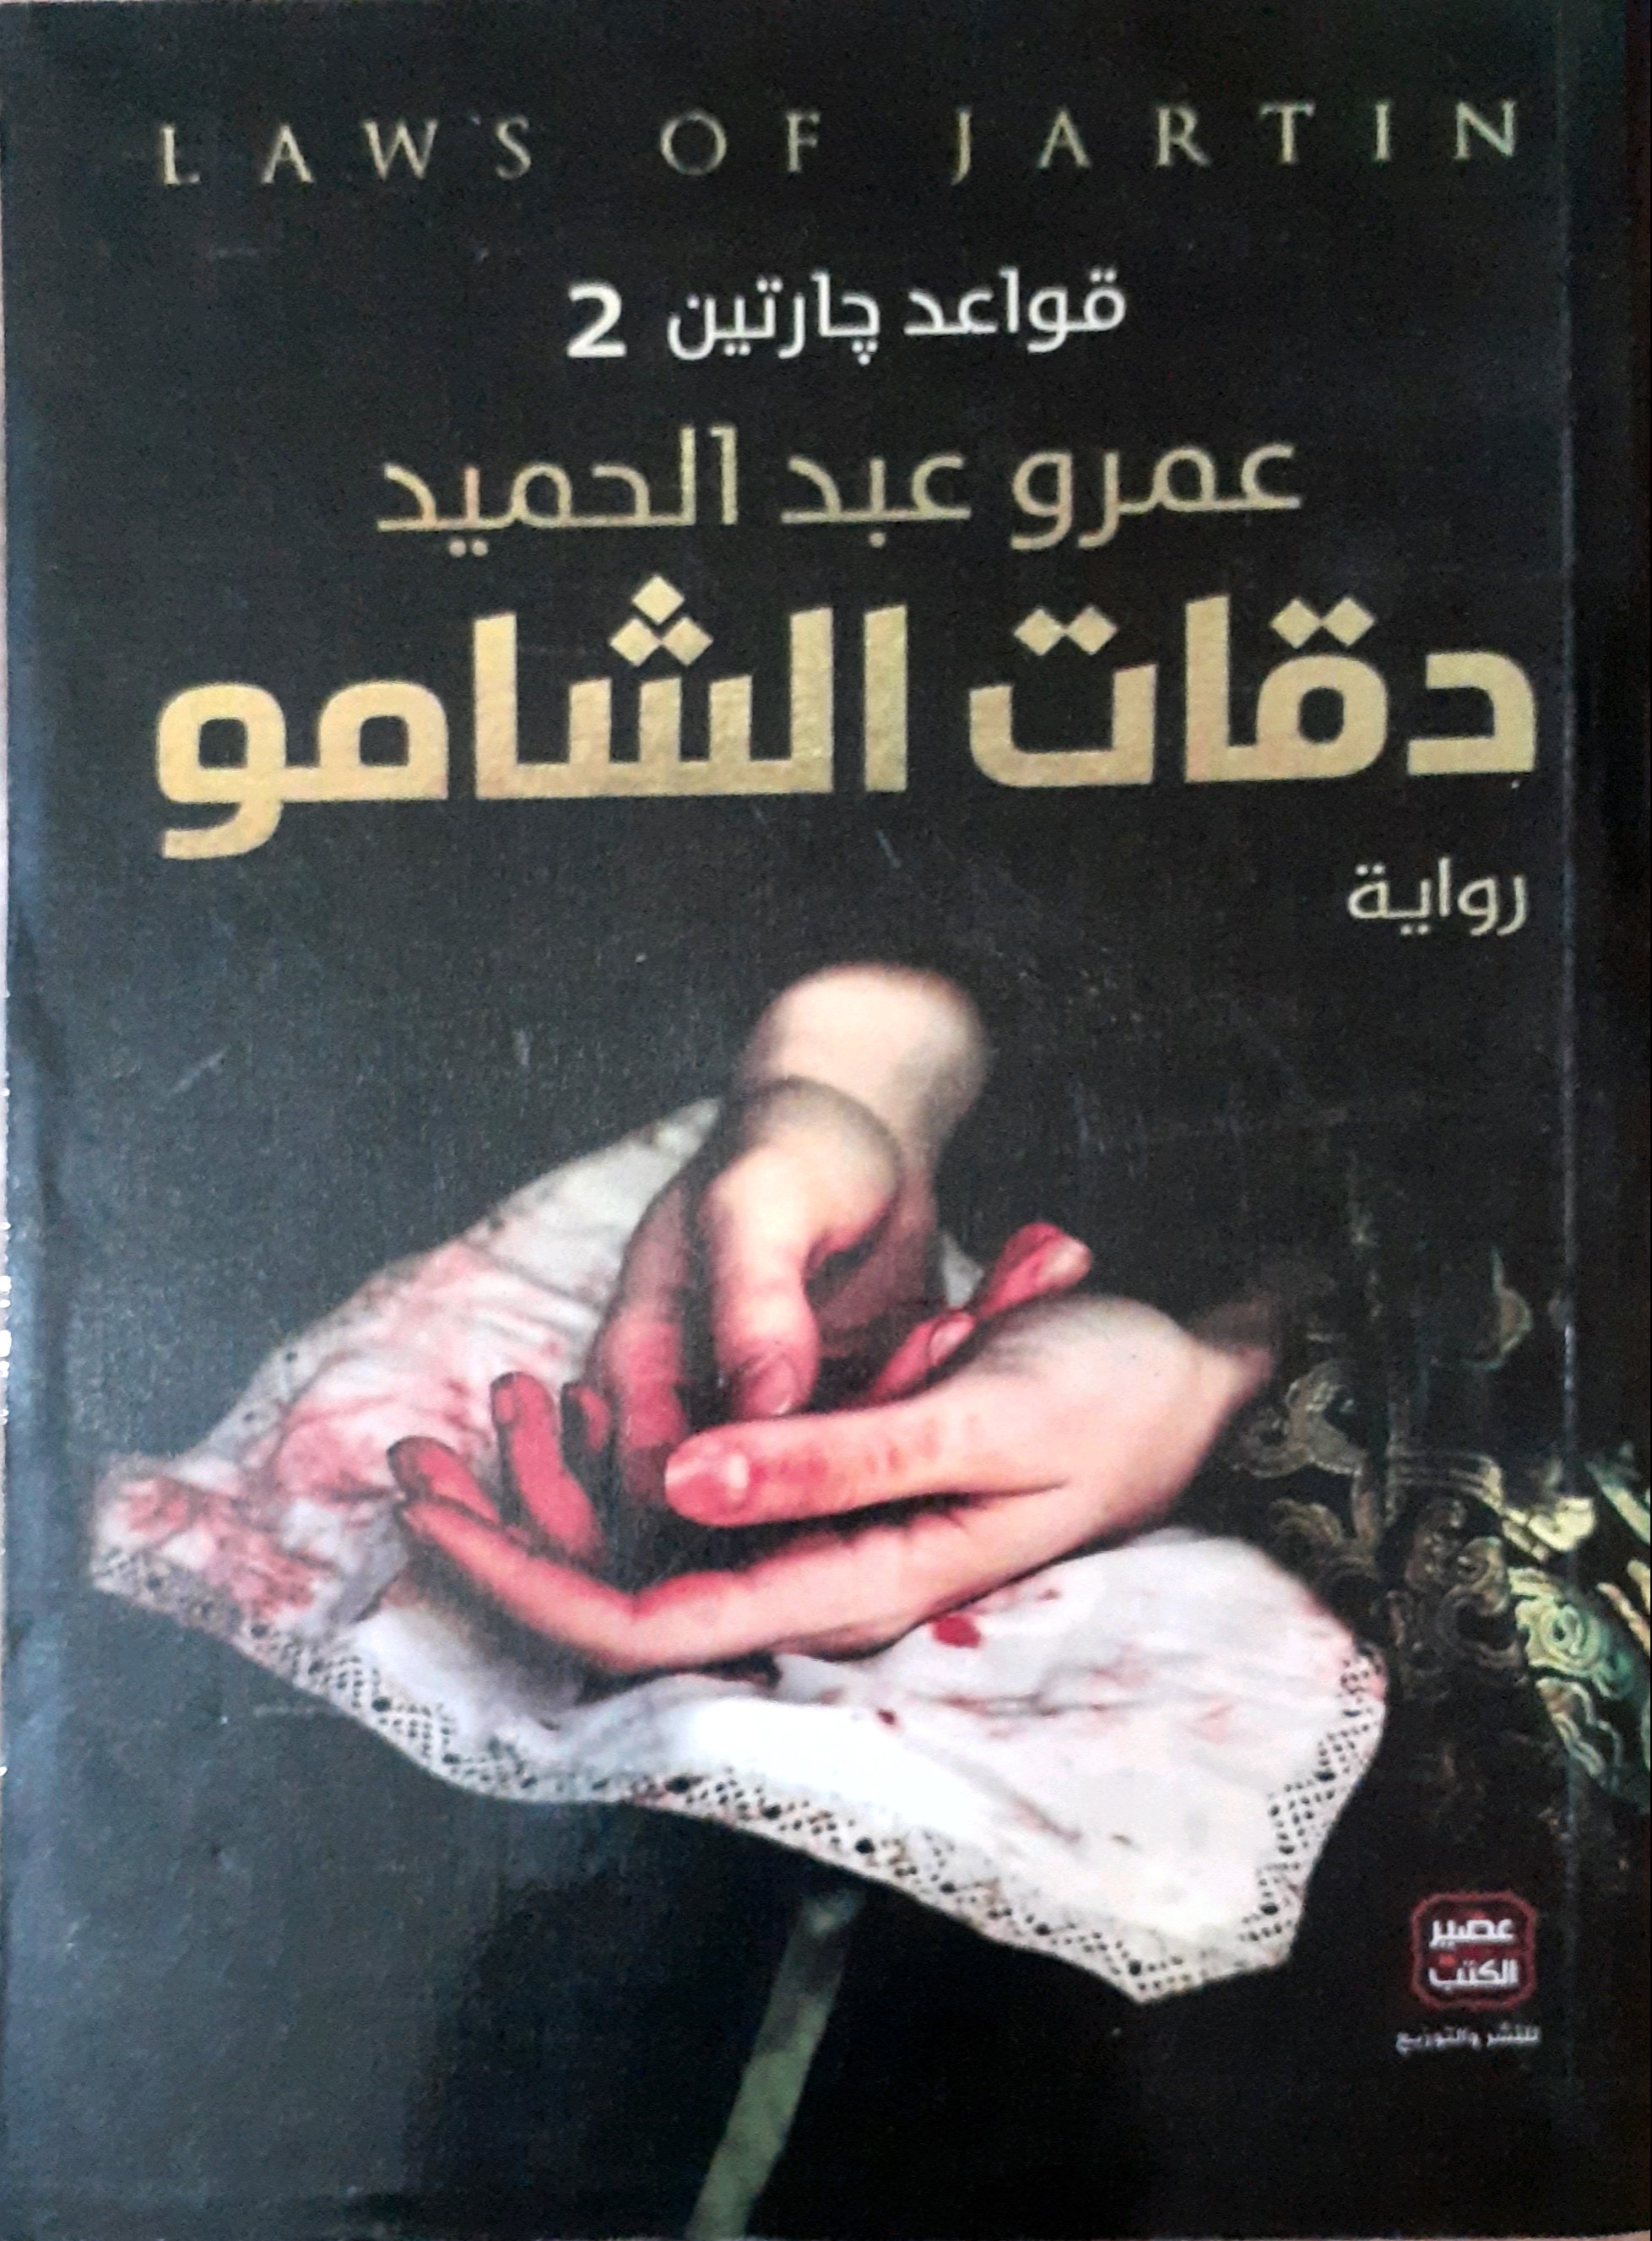 LAWS OF JARTIN
قواعد چارتين 2
عمرو عبد الحميد
دقات الشامو
رواية
عصير
الكتب
للنشر والتوزيع